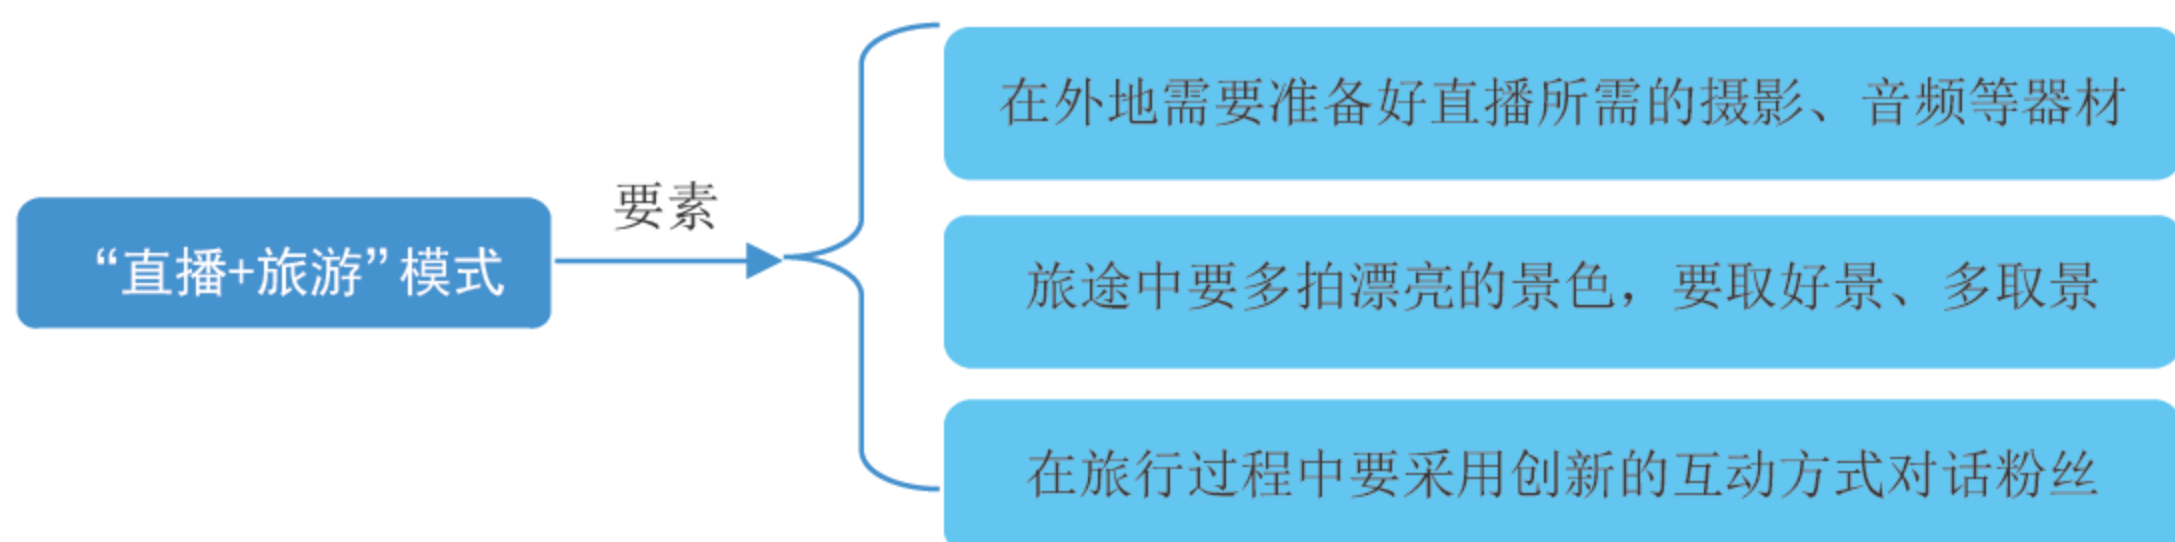 “直播+旅游”模式
要素
在外地需要准备好直播所需的摄影、音频等器材
旅途中要多拍漂亮的景色，要取好景、多取景
在旅行过程中要采用创新的互动方式对话粉丝